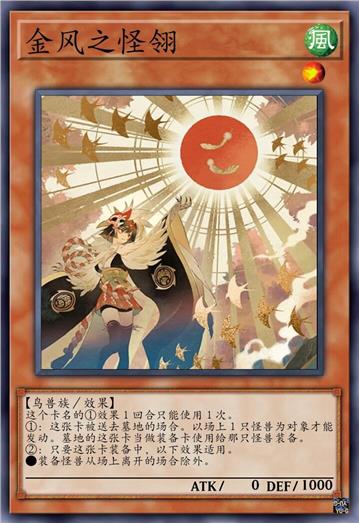 金风之怪翎
風
【鸟兽族／效果】
这个卡名的①效果1回合只能使用1次。
①：这张卡被送去墓地的场合。以场上1只怪兽为对象才能
发动。墓地的这张卡当做装备卡使用给那只怪兽装备。
②：只要这张卡装备中，以下效果适用。
●装备怪兽从场上离开的场合除外。
ATK/ 0 DEF/ 1000